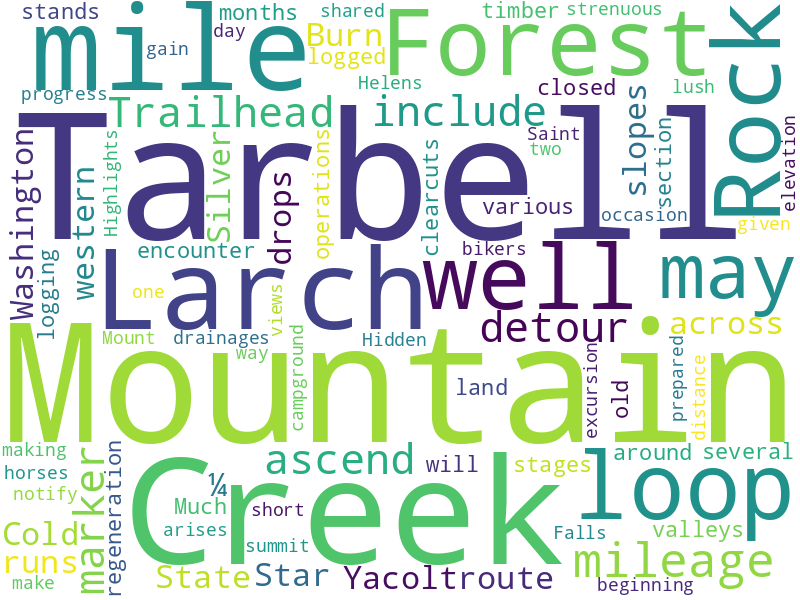 stands
mile
months
shared
timber
strenuous
day
gain
Burn
logged
Forest
Rock
Helens
progress
Trailhead
include
closed
lush
Tarbell
Saint
two
slopes
section
elevation
Washington
Highlights
Silver
operations
clearcuts
western
drops
various
occasion
given
encounter
bikers
logging
Larch
well
may
one
views
Mount
drainages
way
Hidden
detour
across
campground
Mountain
excursion
old
prepared
distance
land
making
horses
notify
marker
regeneration
ascend
will
stages
around
several
¼
Creek
loop
Much
short
arises
summit
Falls
valleys
Cold
runs
make
State
Star
Yacolt
route
mileage
beginning